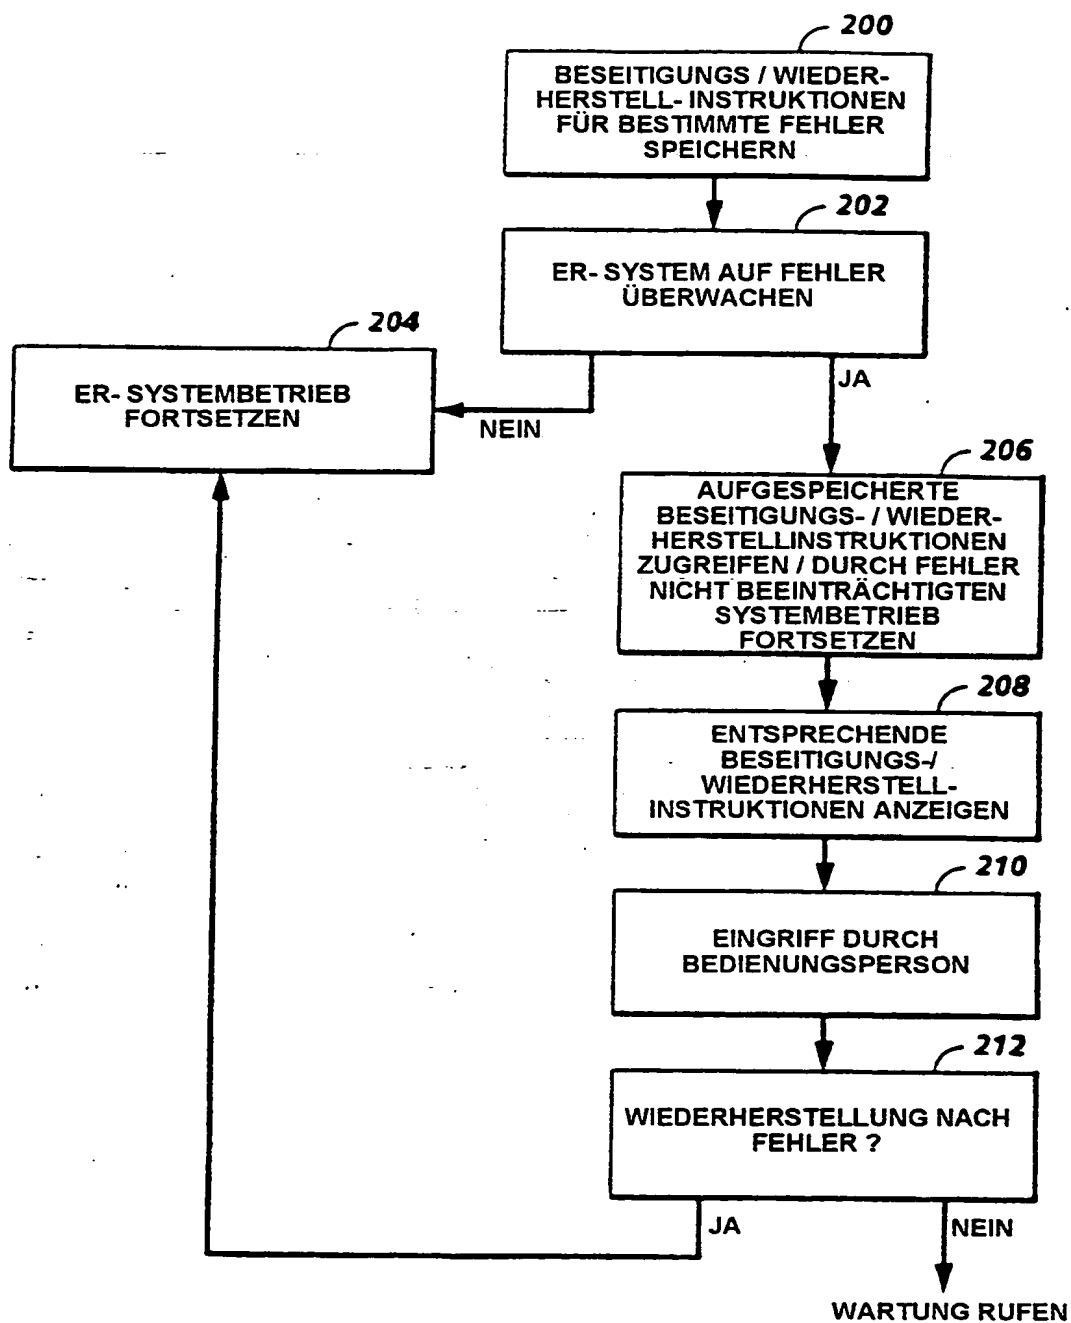 200
BESEITIGUNGS / WIEDER-
HERSTELL- INSTRUKTIONEN
FÜR BESTIMMTE FEHLER
SPEICHERN
202
ER- SYSTEM AUF FEHLER
ÜBERWACHEN
204
ER- SYSTEMBETRIEB
FORTSETZEN
NEIN
JA
206
AUFGESPEICHERTE
BESEITIGUNGS- / WIEDER-
HERSTELLINSTRUKTIONEN
ZUGREIFEN / DURCH FEHLER
NICHT BEEINTRÄCHTIGTEN
SYSTEMBETRIEB
FORTSETZEN
208
ENTSPRECHENDE
BESEITIGUNGS-/
WIEDERHERSTELL-
INSTRUKTIONEN ANZEIGEN
210
EINGRIFF DURCH
BEDIENUNGSPERSON
212
WIEDERHERSTELLUNG NACH
FEHLER ?
JA
NEIN
WARTUNG RUFEN